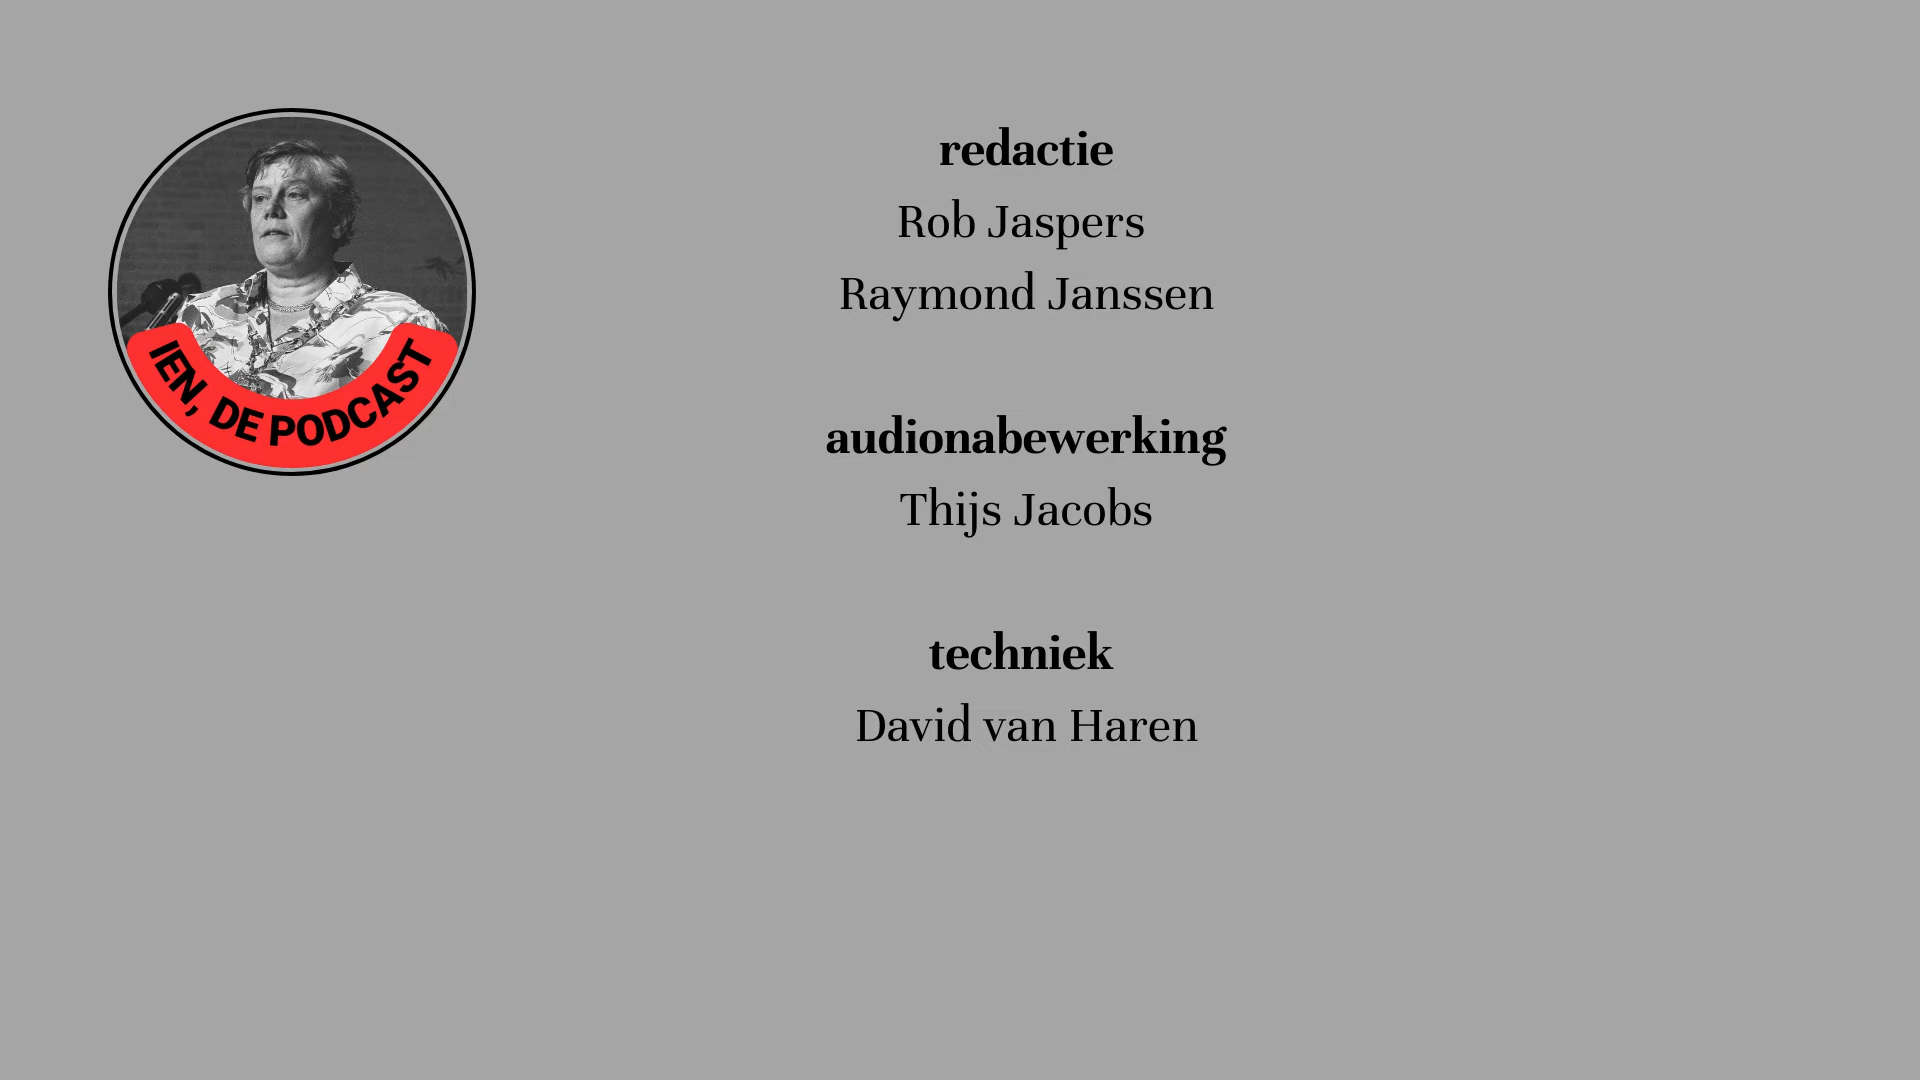 IEN, DE PODCAST
redactie
Rob Jaspers
Raymond Janssen
audionabewerking
Thijs Jacobs
techniek
David van Haren